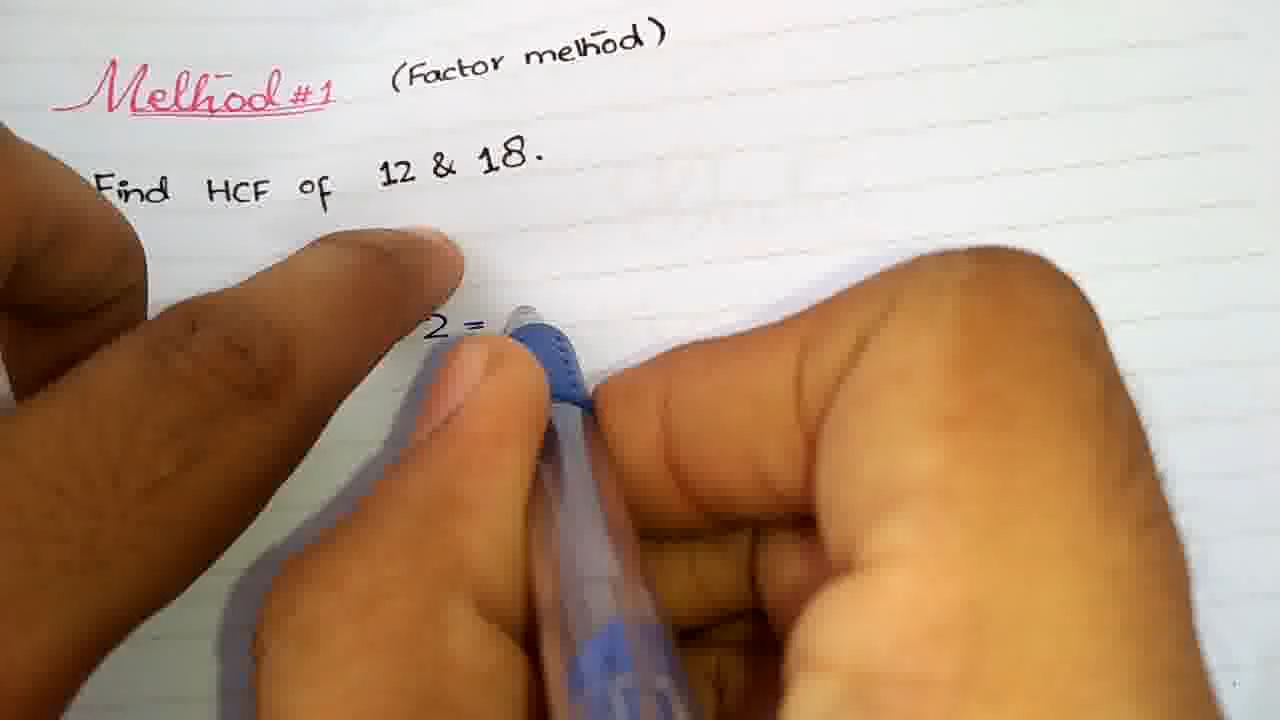 Method #1 (Factor method)
Find HCF of 12 & 18.
2 =